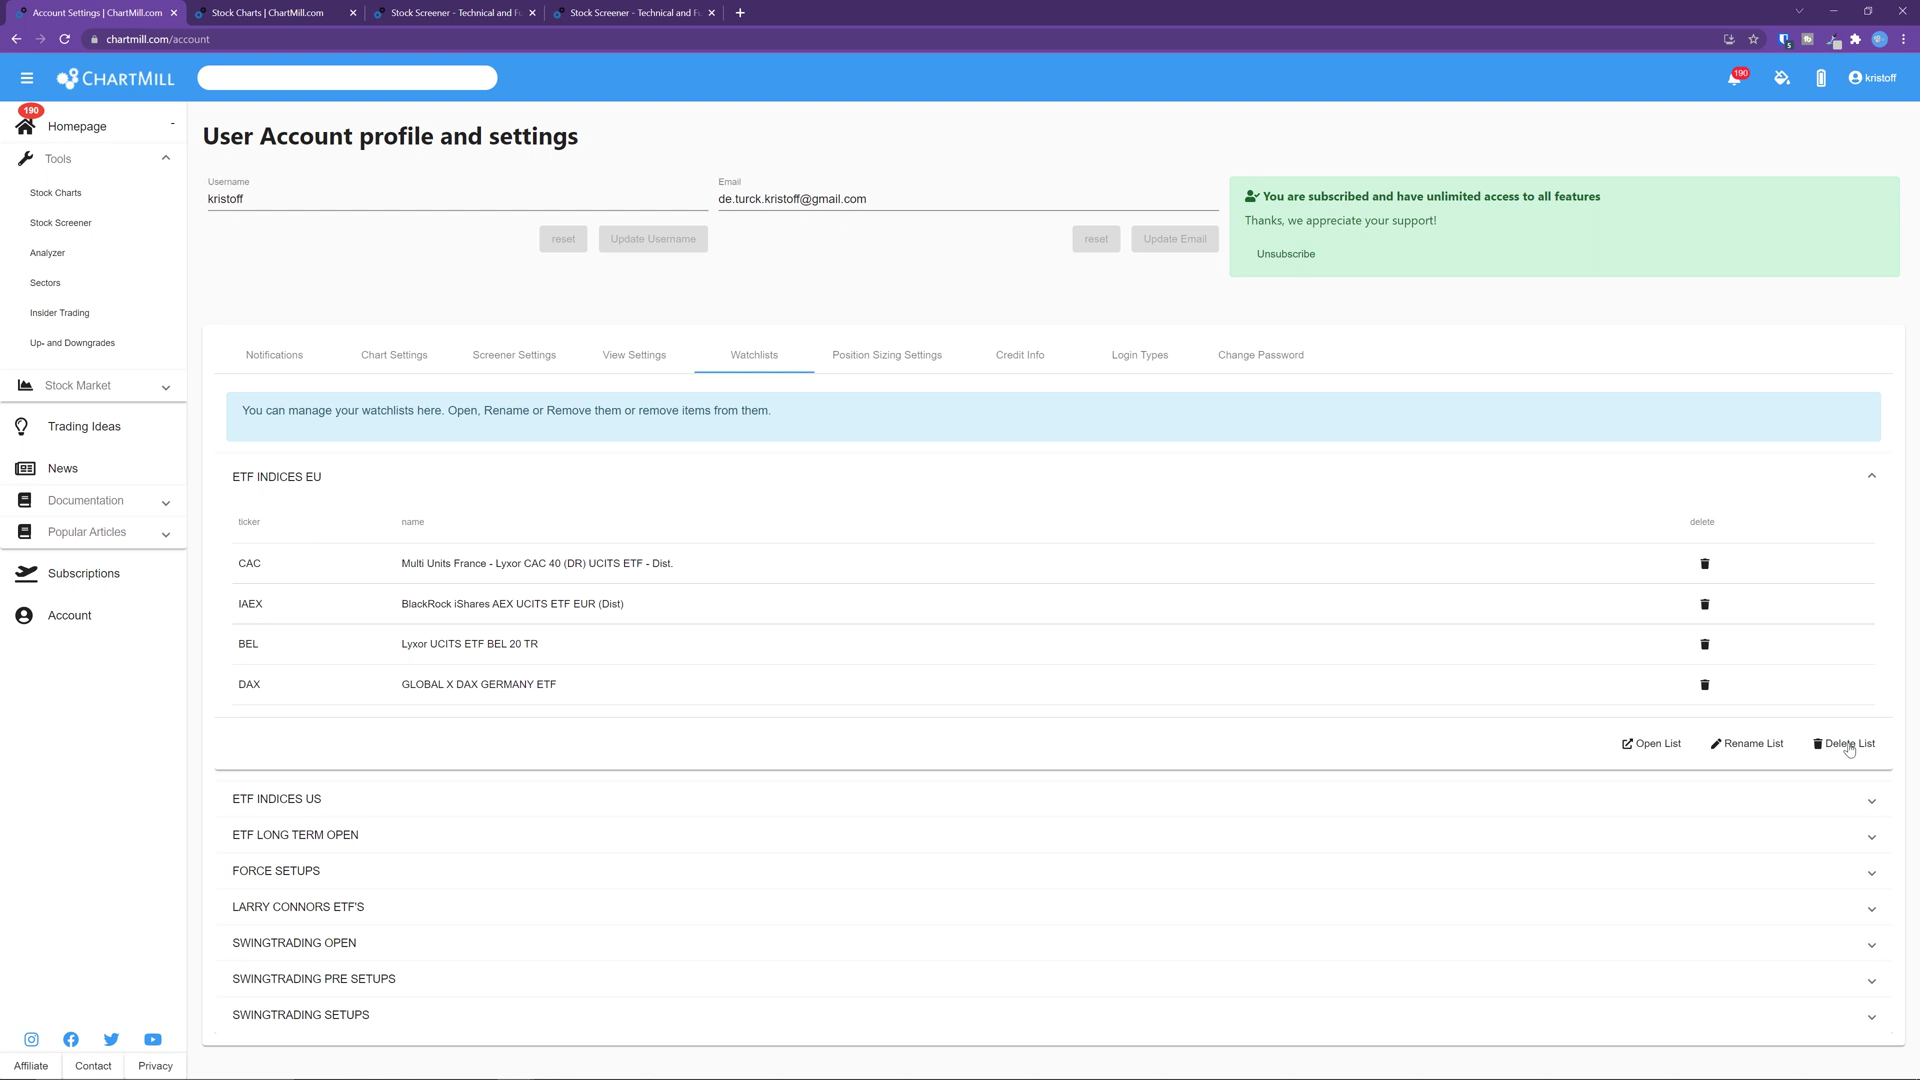 Account Settings | ChartMill.com
Stock Charts | ChartMill.com
Stock Screener - Technical and Fu
Stock Screener - Technical and F
chartmill.com/account
5
CHARTMILL
190
kristoff
190
Homepage
-
Tools
Stock Charts
Stock Screener
Analyzer
Sectors
Insider Trading
Up- and Downgrades
Stock Market
Trading Ideas
News
Documentation
Popular Articles
Subscriptions
Account
Affiliate
Contact
Privacy
User Account profile and settings
Username
kristoff
reset
Update Username
Email
de.turck.kristoff@gmail.com
reset
Update Email
You are subscribed and have unlimited access to all features
Thanks, we appreciate your support!
Unsubscribe
Notifications
Chart Settings
Screener Settings
View Settings
Watchlists
Position Sizing Settings
Credit Info
Login Types
Change Password
You can manage your watchlists here. Open, Rename or Remove them or remove items from them.
ETF INDICES EU
ticker name delete
CAC Multi Units France - Lyxor CAC 40 (DR) UCITS ETF - Dist.
IAEX BlackRock iShares AEX UCITS ETF EUR (Dist)
BEL Lyxor UCITS ETF BEL 20 TR
DAX GLOBAL X DAX GERMANY ETF
Open List
Rename List
Delete List
ETF INDICES US
ETF LONG TERM OPEN
FORCE SETUPS
LARRY CONNORS ETF'S
SWINGTRADING OPEN
SWINGTRADING PRE SETUPS
SWINGTRADING SETUPS